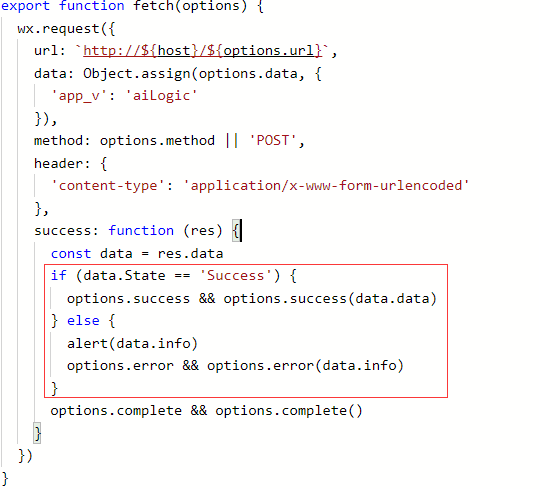 export function fetch(options) {
wx.request({
url: `http://${host}/${options.url}`,
data: Object.assign(options.data, {
'app_v': 'aiLogic'
}),
method: options.method || 'POST',
header: {
'content-type': 'application/x-www-form-urlencoded'
},
success: function (res) {
const data = res.data
if (data.State == 'Success') {
options.success && options.success(data.data)
} else {
alert(data.info)
options.error && options.error(data.info)
}
options.complete && options.complete()
}
})
}